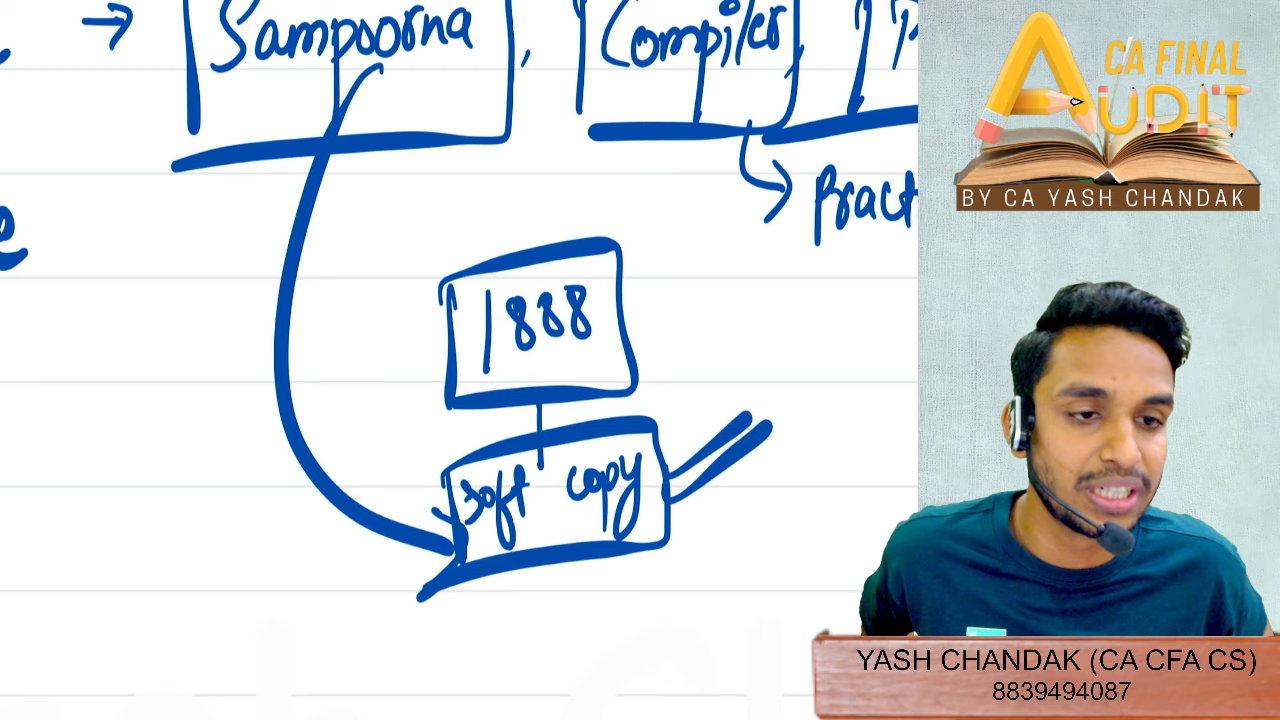 → Sampoorna, Compiler,
Pract
1888
soft copy
CA FINAL
AUDIT
BY CA YASH CHANDAK
YASH CHANDAK (CA CFA CS)
8839494087